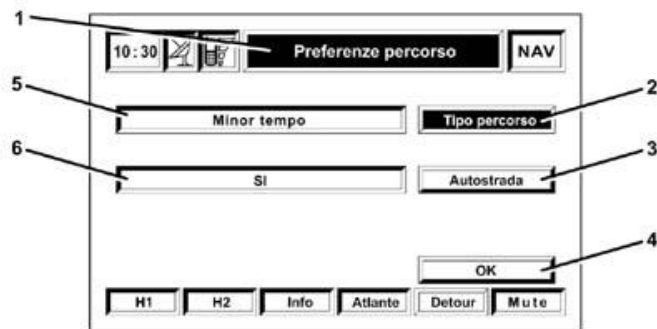 1
10:30 Preferenze percorso NAV
5 2
Minor tempo Tipo percorso
6 3
SI Autostrada
4
OK
H1 H2 Info Atlante Detour Mute